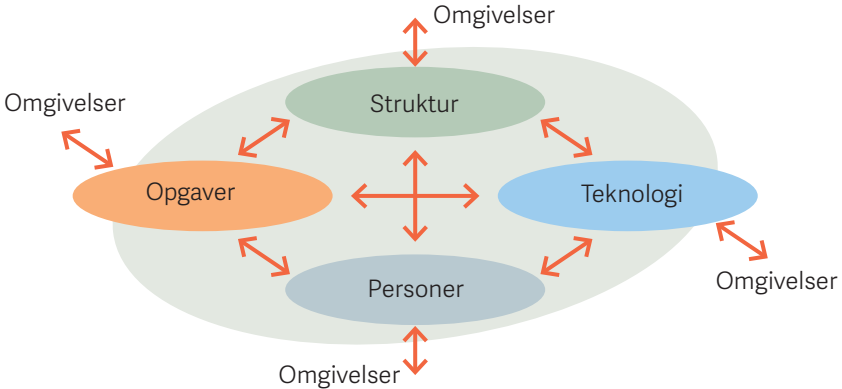 Omgivelser
Omgivelser
Struktur
Opgaver
Teknologi
Personer
Omgivelser
Omgivelser